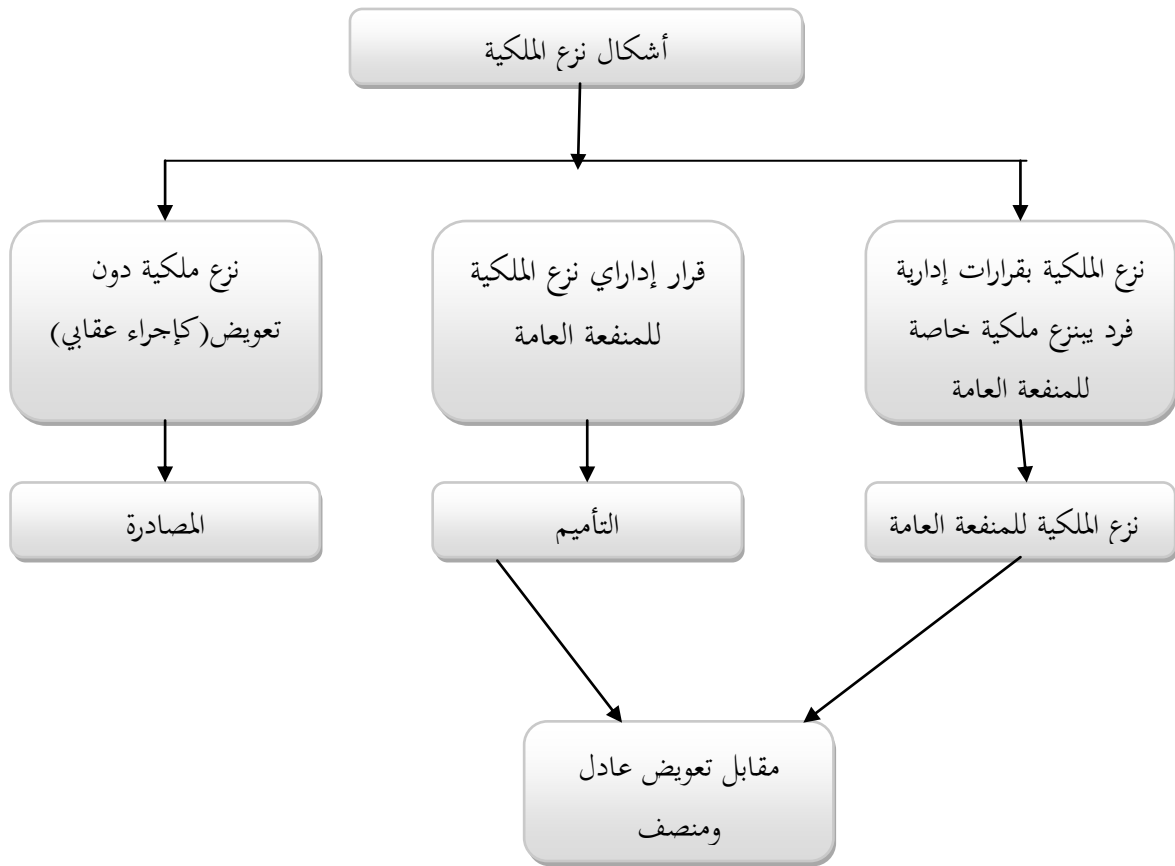 أشكال نزع الملكية
نزع الملكية بقرارات إدارية
فرد يبنزع ملكية خاصة
للمنفعة العامة
قرار إداراي نزع الملكية
للمنفعة العامة
نزع ملكية دون
تعويض(كإجراء عقابي)
نزع الملكية للمنفعة العامة
التأميم
المصادرة
مقابل تعويض عادل
ومنصف